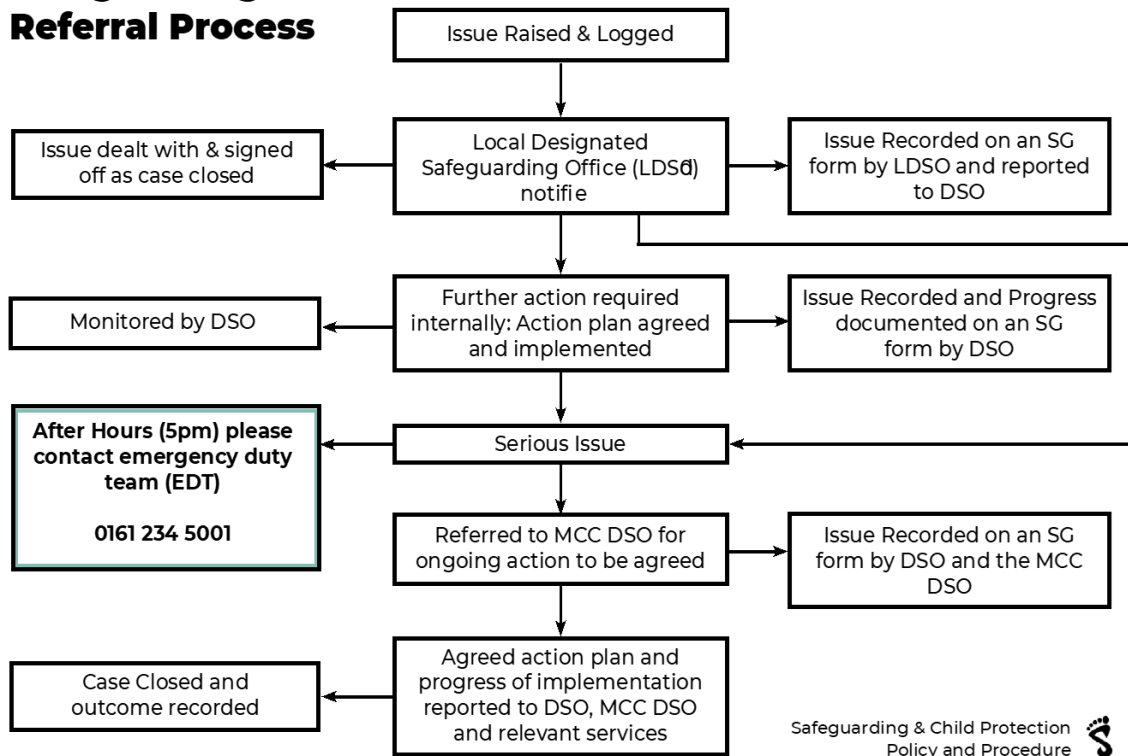 Referral Process
Issue Raised & Logged
Issue dealt with & signed
off as case closed
Local Designated
Safeguarding Office (LDSO)
notifie
Issue Recorded on an SG
form by LDSO and reported
to DSO
Monitored by DSO
Further action required
internally: Action plan agreed
and implemented
Issue Recorded and Progress
documented on an SG
form by DSO
After Hours (5pm) please
contact emergency duty
team (EDT)
0161 234 5001
Serious Issue
Referred to MCC DSO for
ongoing action to be agreed
Issue Recorded on an SG
form by DSO and the MCC
DSO
Case Closed and
outcome recorded
Agreed action plan and
progress of implementation
reported to DSO, MCC DSO
and relevant services
Safeguarding & Child Protection
Policy and Procedure